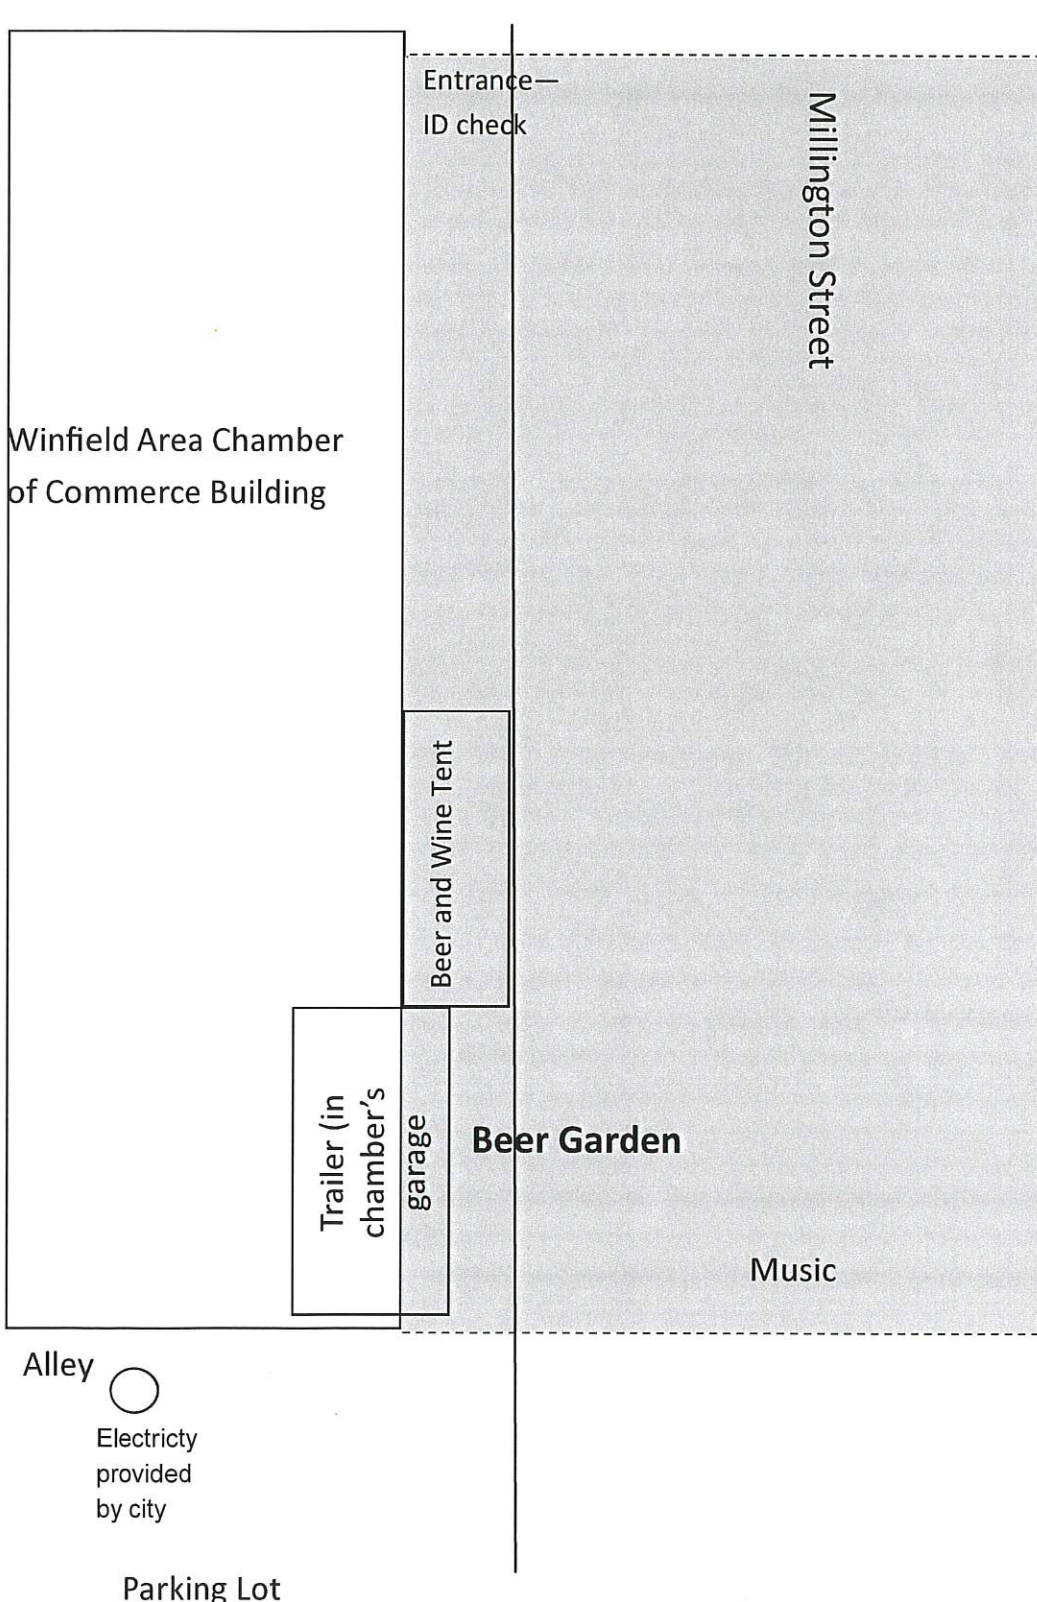 Entrance—
ID check
Millington Street
Winfield Area Chamber
of Commerce Building
Beer and Wine Tent
Trailer (in
chamber's
garage
Beer Garden
Music
Alley
Electricty
provided
by city
Parking Lot